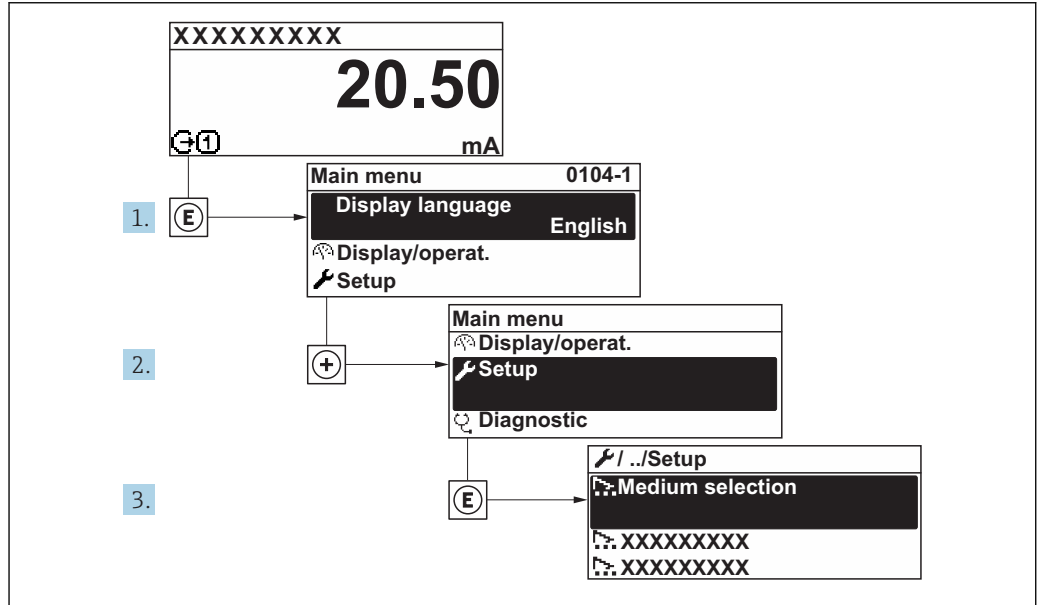 XXXXXXXXX
20.50
1 mA
Main menu 0104-1
1. E Display language
English
Display/operat.
Setup
Main menu
Display/operat.
2. + Setup
Diagnostic
/ ../Setup
3. E Medium selection
XXXXXXXXX
XXXXXXXXX